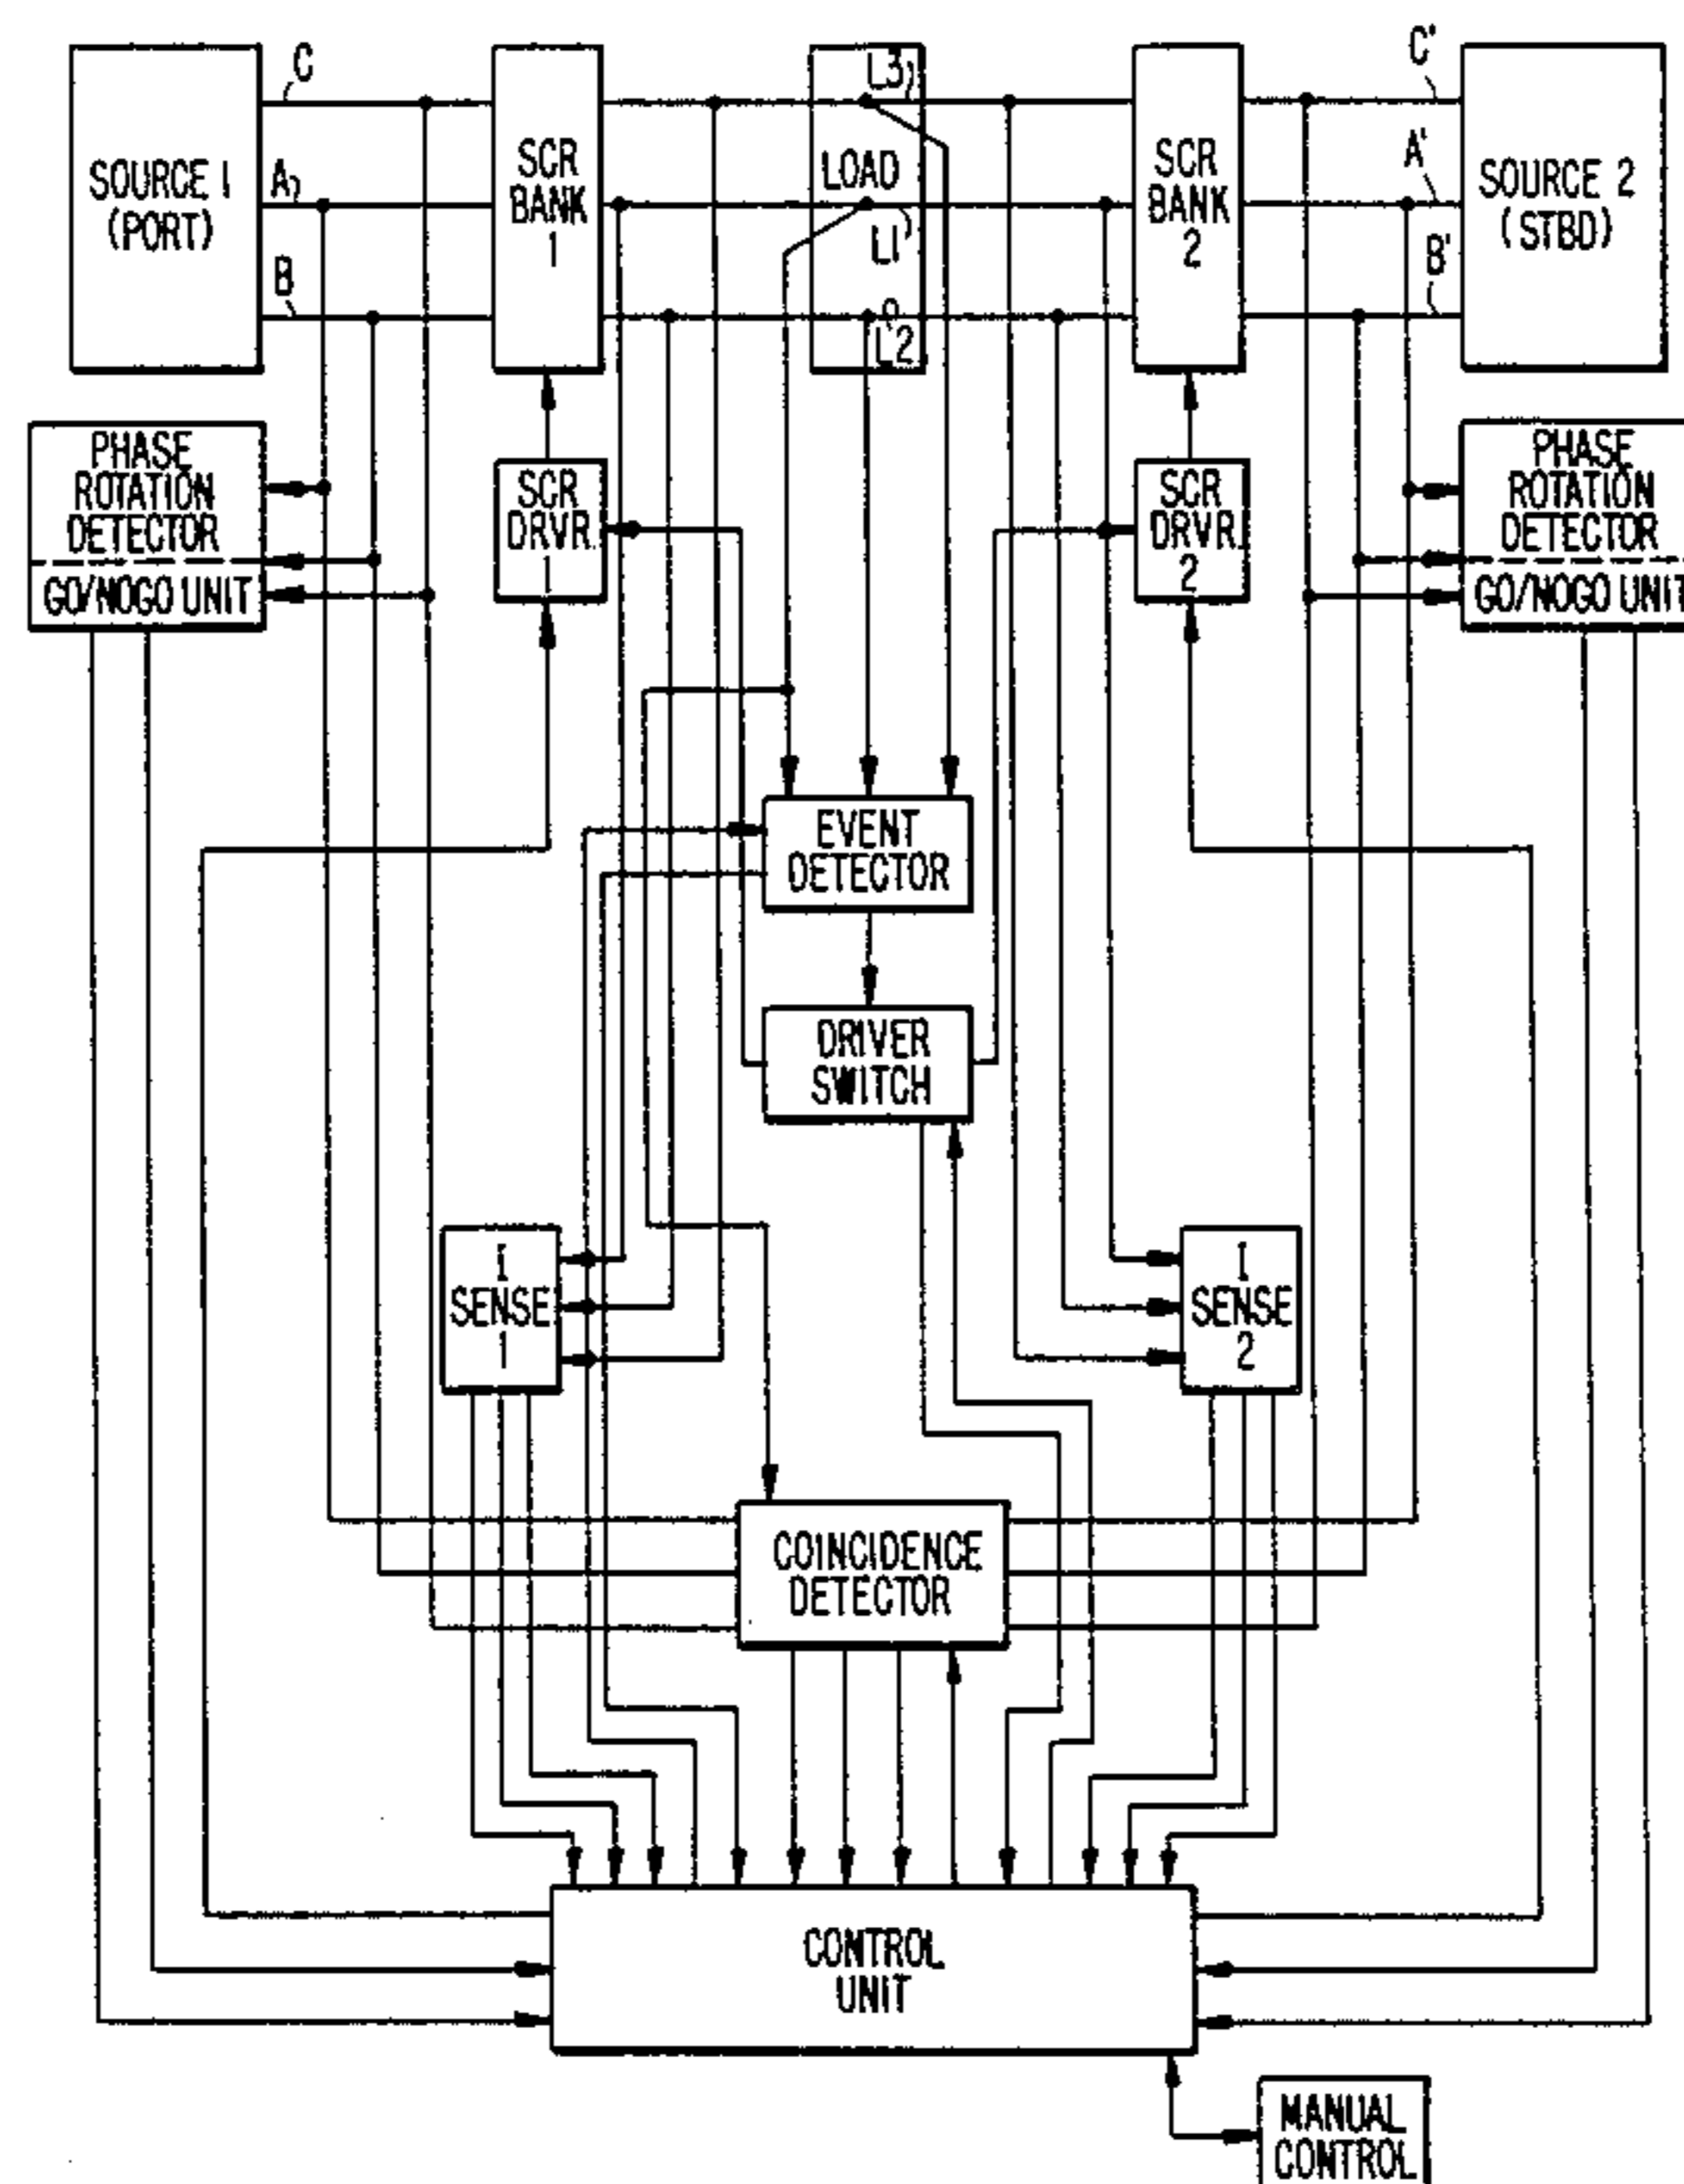 C
L3
C'
SOURCE 1
(PORT)
A
B
SCR
BANK
1
LOAD
L1
L2
SCR
BANK
2
A'
B'
SOURCE 2
(STBD)
PHASE
ROTATION
DETECTOR
GO/NOGO UNIT
SCR
DRVR.
1
SCR
DRVR.
2
PHASE
ROTATION
DETECTOR
GO/NOGO UNIT
EVENT
DETECTOR
DRIVER
SWITCH
I
SENSE
1
I
SENSE
2
COINCIDENCE
DETECTOR
CONTROL
UNIT
MANUAL
CONTROL